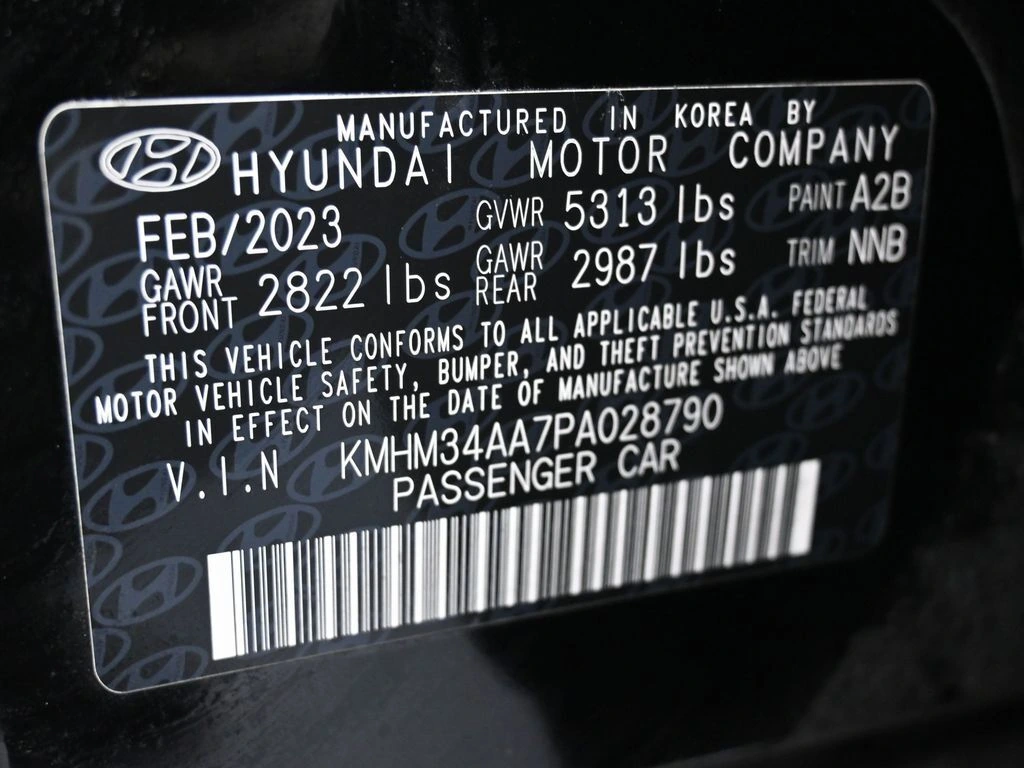 MANUFACTURED IN KOREA BY
HYUNDAI MOTOR COMPANY
FEB/2023 GVWR 5313 lbs PAINT A2B
GAWR FRONT 2822 lbs GAWR REAR 2987 lbs TRIM NNB
THIS VEHICLE CONFORMS TO ALL APPLICABLE U.S.A. FEDERAL
MOTOR VEHICLE SAFETY, BUMPER, AND THEFT PREVENTION STANDARDS
IN EFFECT ON THE DATE OF MANUFACTURE SHOWN ABOVE
V.I.N KMHM34AA7PA028790
PASSENGER CAR